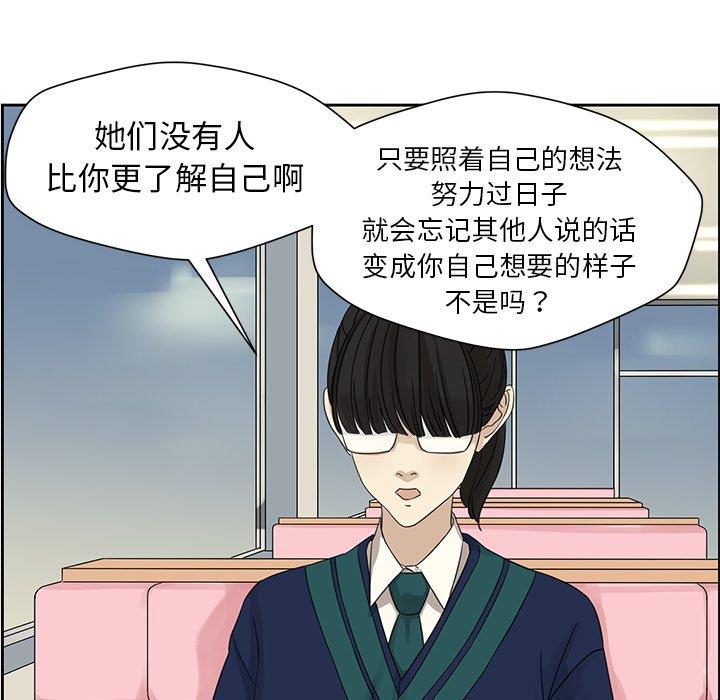 她们没有人
比你更了解自己啊
只要照着自己的想法
努力过日子
就会忘记其他人说的话
变成你自己想要的样子
不是吗？